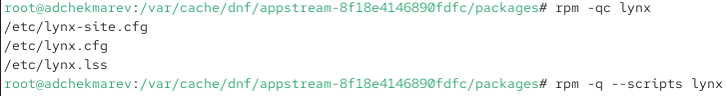 root@adchekmarev:/var/cache/dnf/appstream-8f18e4146890fdfc/packages# rpm -qc lynx
/etc/lynx-site.cfg
/etc/lynx.cfg
/etc/lynx.lss
root@adchekmarev:/var/cache/dnf/appstream-8f18e4146890fdfc/packages# rpm -q --scripts lynx